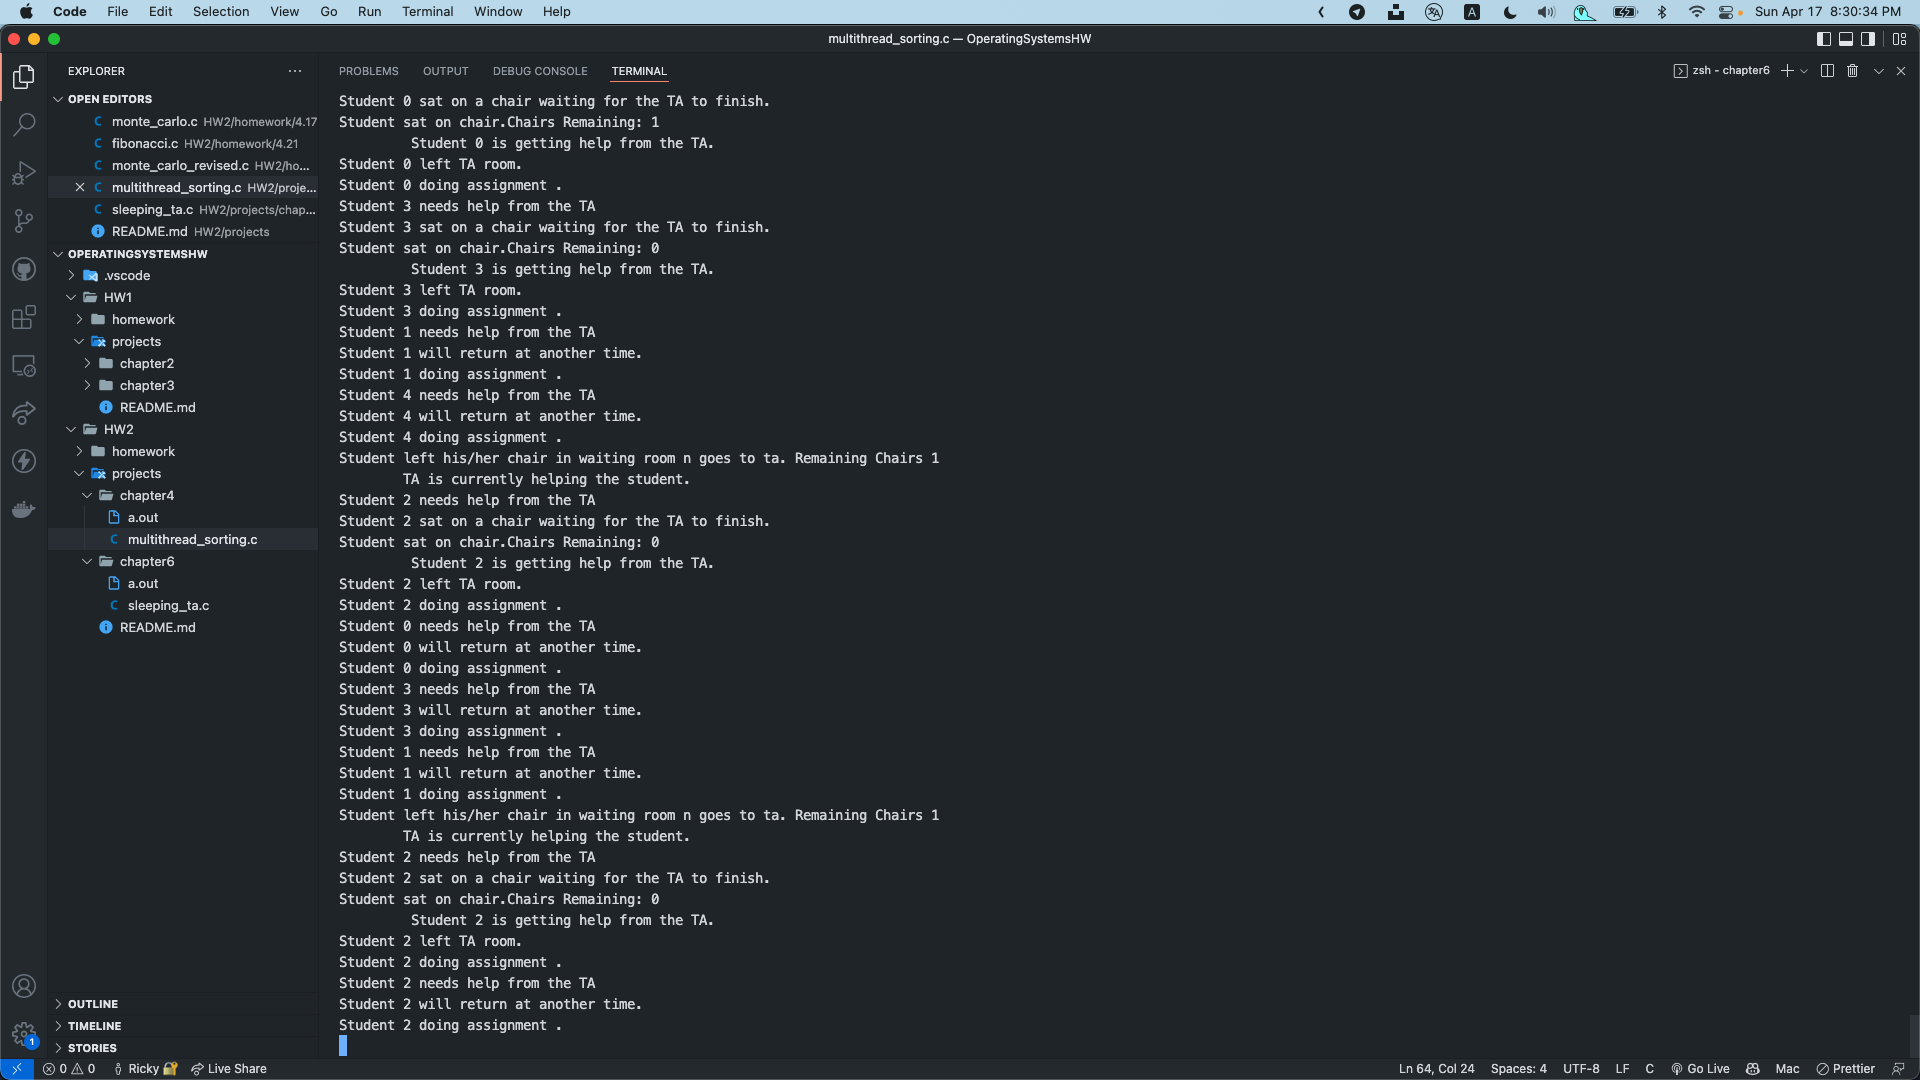 Code File Edit Selection View Go Run Terminal Window Help A Sun Apr 17 8:30:34 PM
multithread_sorting.c — OperatingSystemsHW
EXPLORER
OPEN EDITORS
monte_carlo.c HW2/homework/4.17
fibonacci.c HW2/homework/4.21
monte_carlo_revised.c HW2/ho...
multithread_sorting.c HW2/proje...
sleeping_ta.c HW2/projects/chap...
README.md HW2/projects
OPERATINGSYSTEMSHW
.vscode
HW1
homework
projects
chapter2
chapter3
README.md
HW2
homework
projects
chapter4
a.out
multithread_sorting.c
chapter6
a.out
sleeping_ta.c
README.md
OUTLINE
TIMELINE
STORIES
PROBLEMS OUTPUT DEBUG CONSOLE TERMINAL zsh - chapter6
Student 0 sat on a chair waiting for the TA to finish.
Student sat on chair.Chairs Remaining: 1
Student 0 is getting help from the TA.
Student 0 left TA room.
Student 0 doing assignment .
Student 3 needs help from the TA
Student 3 sat on a chair waiting for the TA to finish.
Student sat on chair.Chairs Remaining: 0
Student 3 is getting help from the TA.
Student 3 left TA room.
Student 3 doing assignment .
Student 1 needs help from the TA
Student 1 will return at another time.
Student 1 doing assignment .
Student 4 needs help from the TA
Student 4 will return at another time.
Student 4 doing assignment .
Student left his/her chair in waiting room n goes to ta. Remaining Chairs 1
TA is currently helping the student.
Student 2 needs help from the TA
Student 2 sat on a chair waiting for the TA to finish.
Student sat on chair.Chairs Remaining: 0
Student 2 is getting help from the TA.
Student 2 left TA room.
Student 2 doing assignment .
Student 0 needs help from the TA
Student 0 will return at another time.
Student 0 doing assignment .
Student 3 needs help from the TA
Student 3 will return at another time.
Student 3 doing assignment .
Student 1 needs help from the TA
Student 1 will return at another time.
Student 1 doing assignment .
Student left his/her chair in waiting room n goes to ta. Remaining Chairs 1
TA is currently helping the student.
Student 2 needs help from the TA
Student 2 sat on a chair waiting for the TA to finish.
Student sat on chair.Chairs Remaining: 0
Student 2 is getting help from the TA.
Student 2 left TA room.
Student 2 doing assignment .
Student 2 needs help from the TA
Student 2 will return at another time.
Student 2 doing assignment .
1
0 0 Ricky Live Share Ln 64, Col 24 Spaces: 4 UTF-8 LF C Go Live Mac Prettier